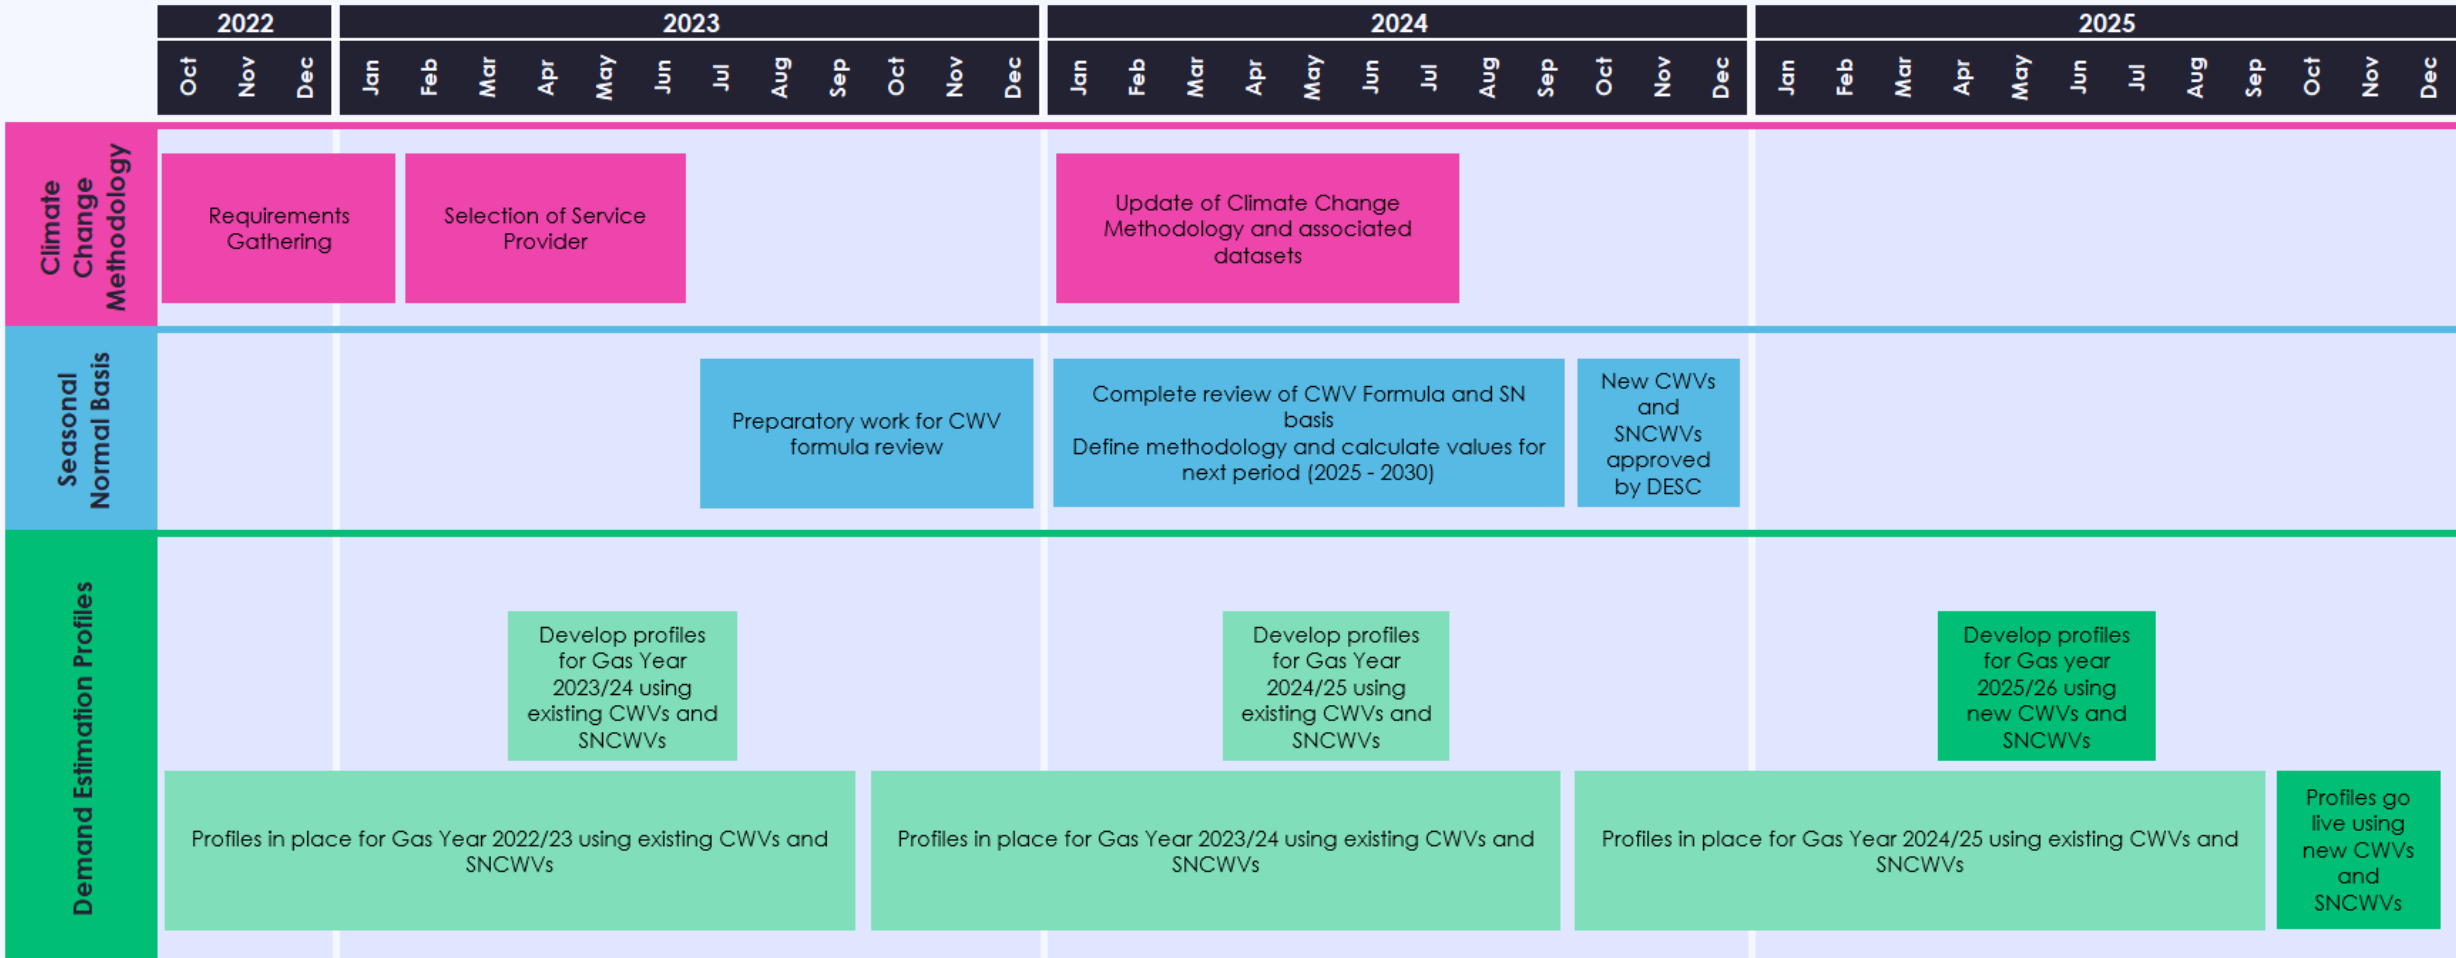 2022
2023
2024
2025
Oct
Nov
Dec
Jan
Feb
Mar
Apr
May
Jun
Jul
Aug
Sep
Oct
Nov
Dec
Jan
Feb
Mar
Apr
May
Jun
Jul
Aug
Sep
Oct
Nov
Dec
Jan
Feb
Mar
Apr
May
Jun
Jul
Aug
Sep
Oct
Nov
Dec
Climate
Change
Methodology
Requirements
Gathering
Selection of Service
Provider
Update of Climate Change
Methodology and associated
datasets
Seasonal
Normal Basis
Preparatory work for CWV
formula review
Complete review of CWV Formula and SN
basis
Define methodology and calculate values for
next period (2025 - 2030)
New CWVs
and
SNCWVs
approved
by DESC
Demand Estimation Profiles
Develop profiles
for Gas Year
2023/24 using
existing CWVs and
SNCWVs
Develop profiles
for Gas Year
2024/25 using
existing CWVs and
SNCWVs
Develop profiles
for Gas year
2025/26 using
new CWVs and
SNCWVs
Profiles in place for Gas Year 2022/23 using existing CWVs and
SNCWVs
Profiles in place for Gas Year 2023/24 using existing CWVs and
SNCWVs
Profiles in place for Gas Year 2024/25 using existing CWVs and
SNCWVs
Profiles go
live using
new CWVs
and
SNCWVs